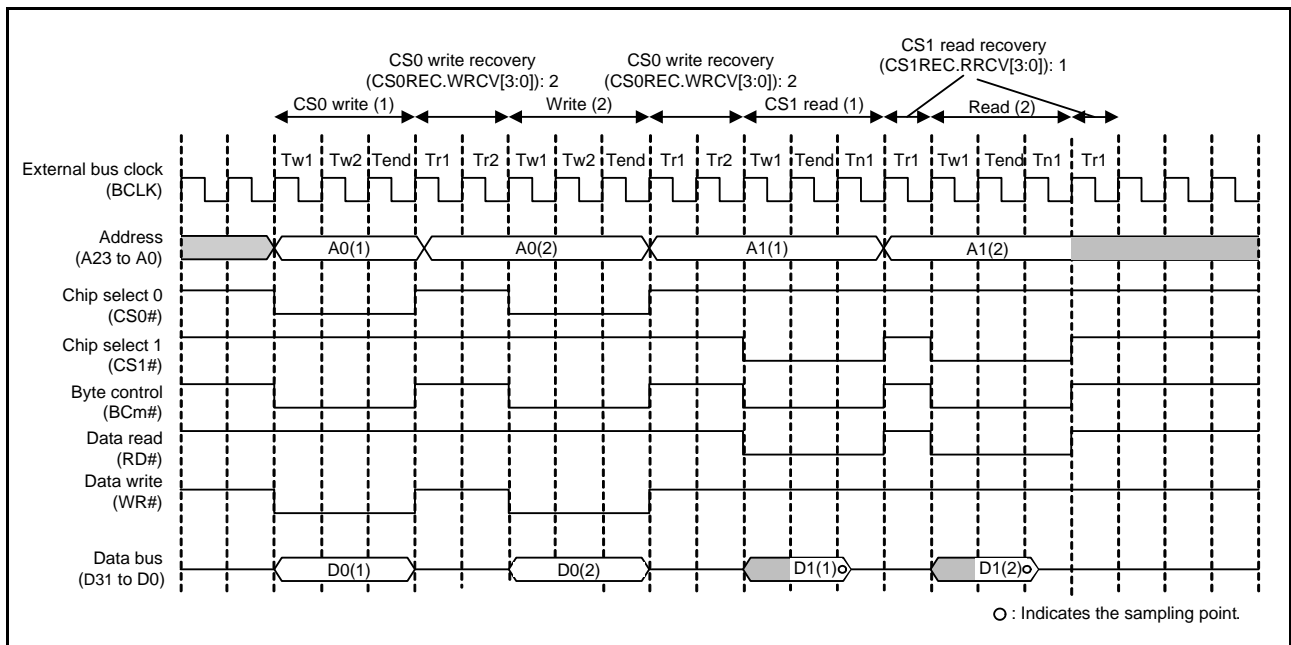 CS0 write recovery
(CS0REC.WRCV[3:0]): 2
CS0 write recovery
(CS0REC.WRCV[3:0]): 2
CS1 read recovery
(CS1REC.RRCV[3:0]): 1
CS0 write (1)
Write (2)
CS1 read (1)
Read (2)
External bus clock
(BCLK)
Tw1 Tw2 Tend Tr1 Tr2 Tw1 Tw2 Tend Tr1 Tr2 Tw1 Tend Tn1 Tr1 Tw1 Tend Tn1 Tr1
Address
(A23 to A0)
A0(1) A0(2) A1(1) A1(2)
Chip select 0
(CS0#)
Chip select 1
(CS1#)
Byte control
(BCm#)
Data read
(RD#)
Data write
(WR#)
Data bus
(D31 to D0)
D0(1) D0(2) D1(1) D1(2)
: Indicates the sampling point.